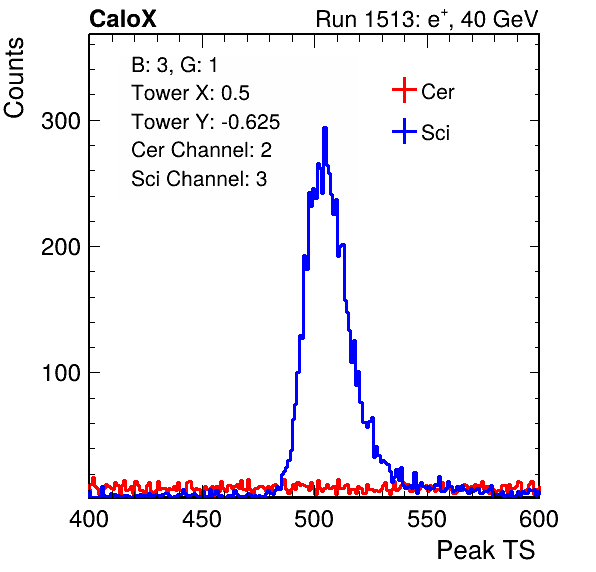 CaloX Run 1513: e+, 40 GeV
Counts
B: 3, G: 1
Tower X: 0.5
Tower Y: -0.625
Cer Channel: 2
Sci Channel: 3
Cer
Sci
300
200
100
400 450 500 550 600
Peak TS